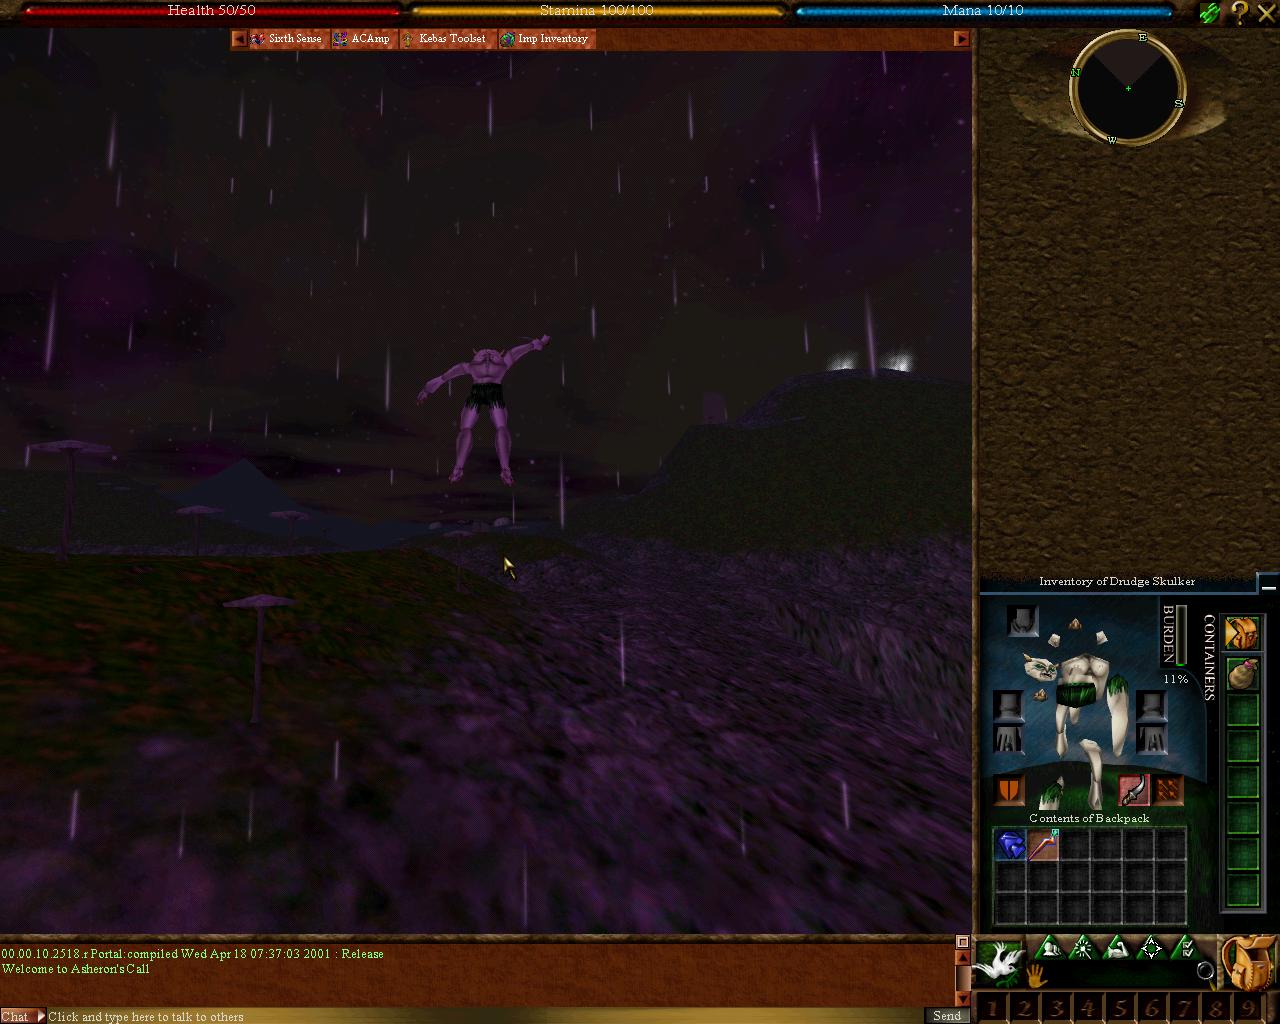 Health 50/50
Stamina 100/100
Mana 10/10
Sixth Sense
ACAmp
Kebas Toolset
Imp Inventory
E
N
S
W
Inventory of Drudge Skulker
BURDEN
CONTAINERS
11%
Contents of Backpack
00.00.10.2518.r Portal:compiled Wed Apr 18 07:37:03 2001 : Release
Welcome to Asheron's Call
Chat
Click and type here to talk to others
Send
1 2 3 4 5 6 7 8 9